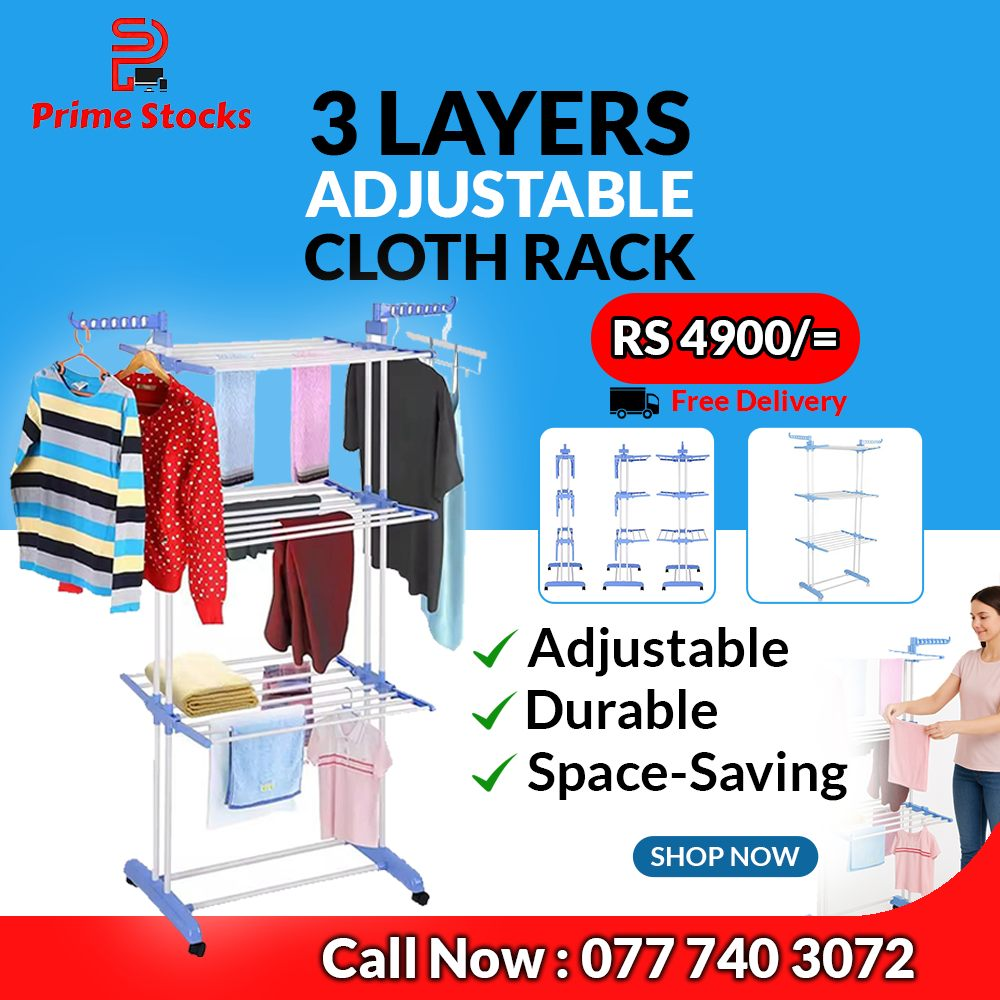 Prime Stocks
3 LAYERS
ADJUSTABLE
CLOTH RACK
RS 4900/=
Free Delivery
Adjustable
Durable
Space-Saving
SHOP NOW
Call Now : 077 740 3072